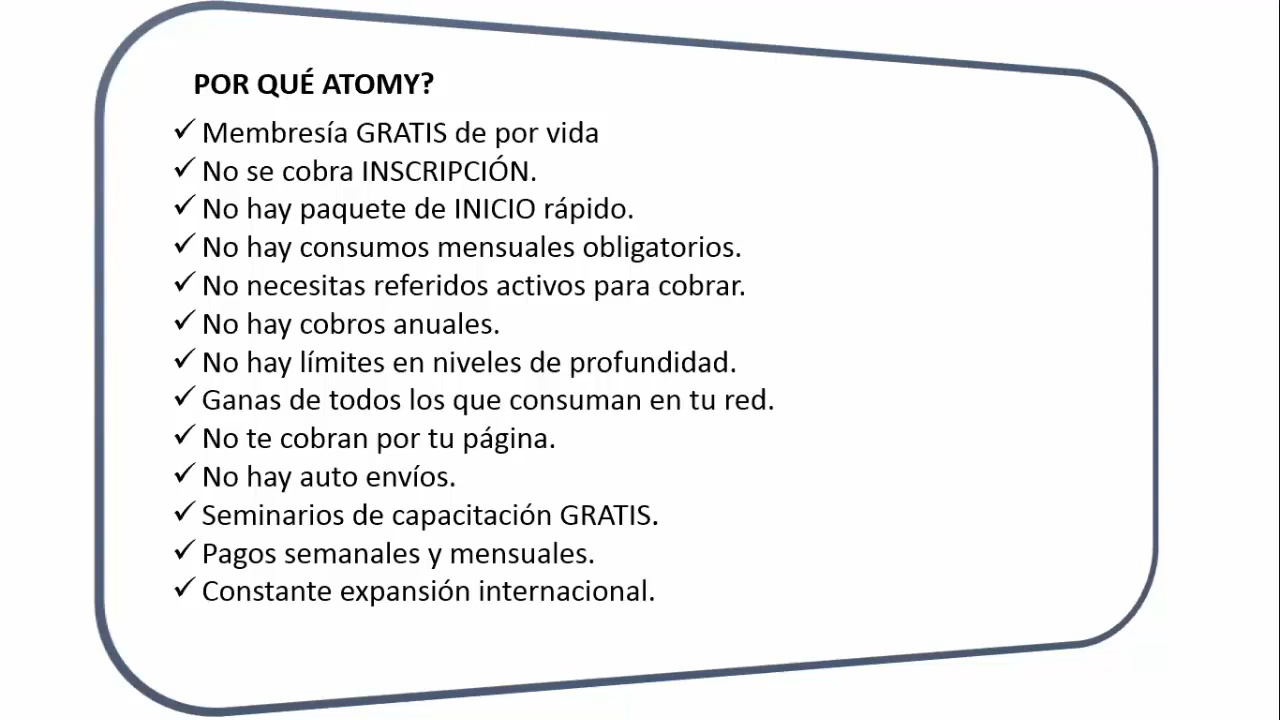 POR QUÉ ATOMY?
✓ Membresía GRATIS de por vida
✓ No se cobra INSCRIPCIÓN.
✓ No hay paquete de INICIO rápido.
✓ No hay consumos mensuales obligatorios.
✓ No necesitas referidos activos para cobrar.
✓ No hay cobros anuales.
✓ No hay límites en niveles de profundidad.
✓ Ganas de todos los que consuman en tu red.
✓ No te cobran por tu página.
✓ No hay auto envíos.
✓ Seminarios de capacitación GRATIS.
✓ Pagos semanales y mensuales.
✓ Constante expansión internacional.